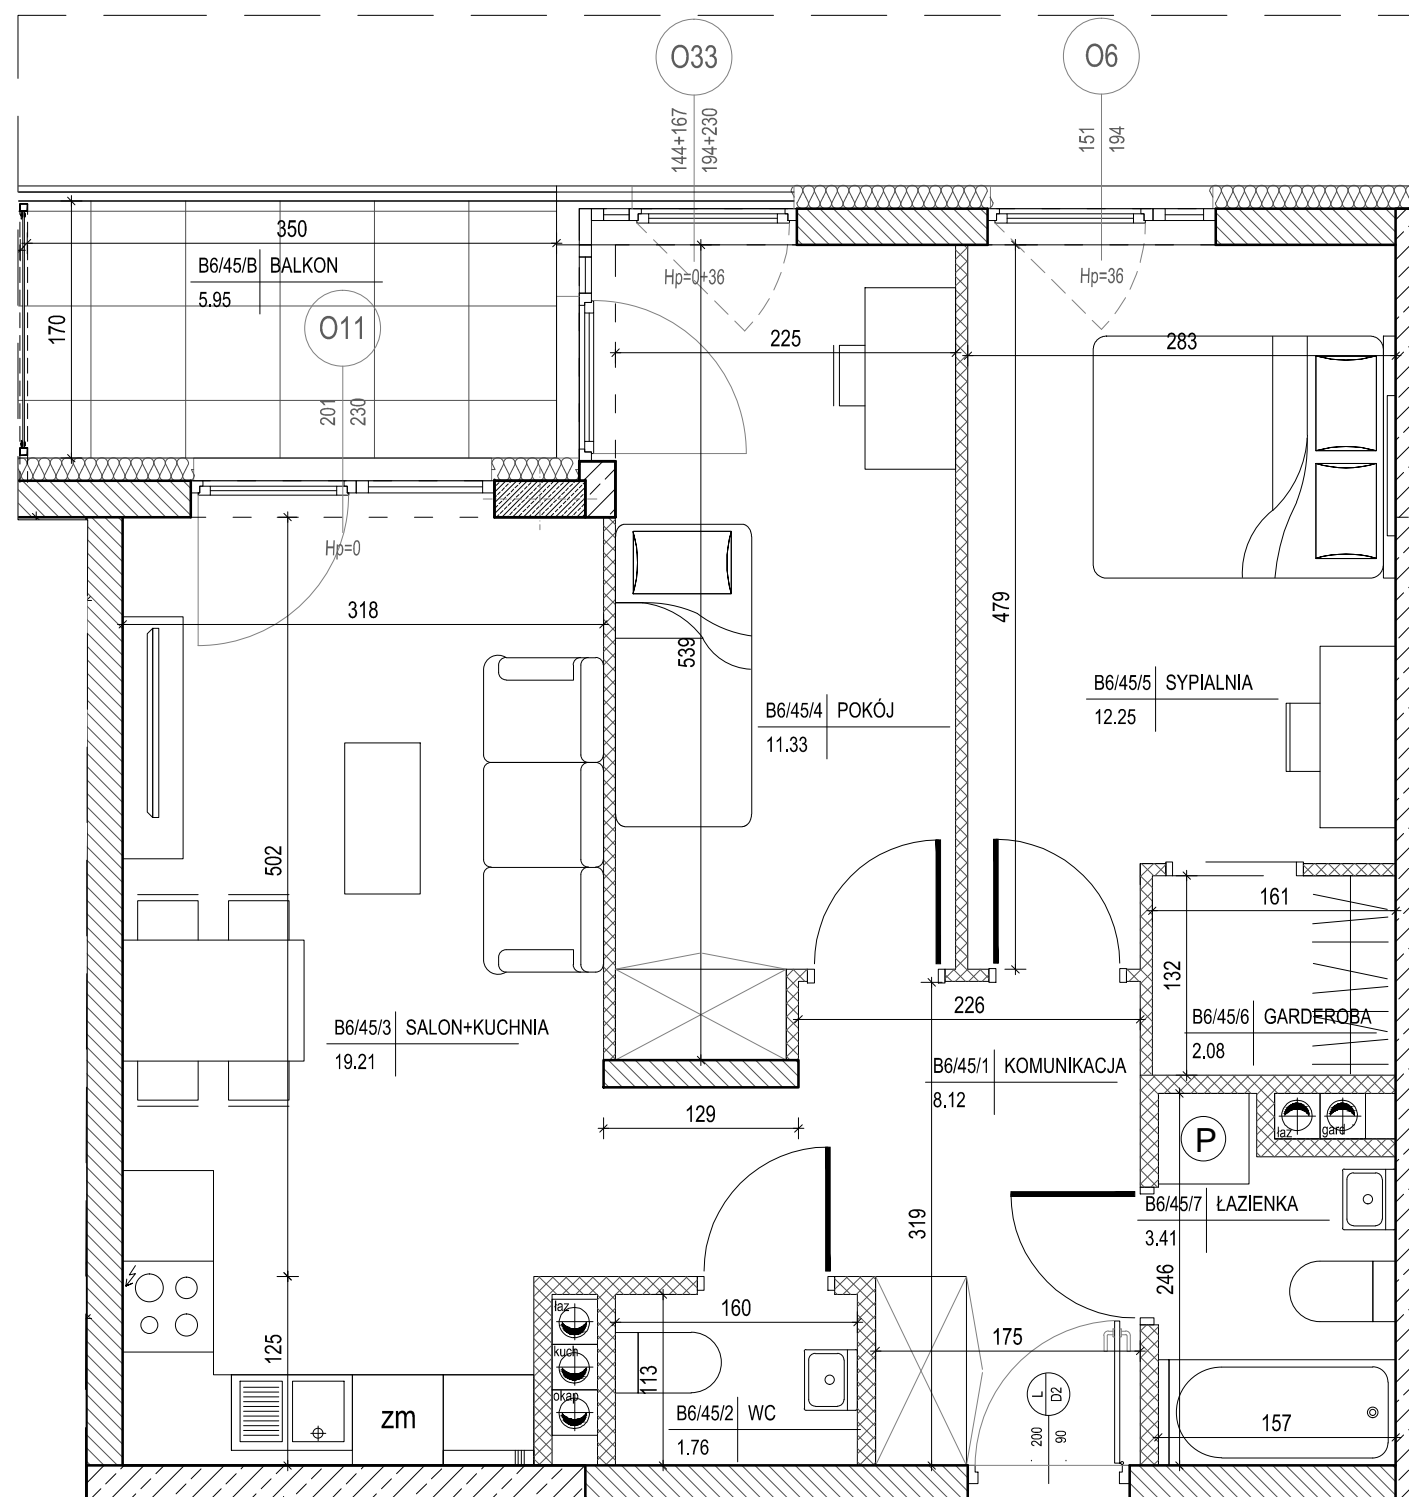 O33
O6
144+167
194+230
151
194
350
B6/45/B BALKON
5.95
Hp=0+36
Hp=36
170
O11
225
283
201
230
Hp=0
318
479
539
B6/45/5 SYPIALNIA
12.25
B6/45/4 POKÓJ
11.33
502
161
132
226
B6/45/3 SALON+KUCHNIA
19.21
B6/45/6 GARDEROBA
2.08
B6/45/1 KOMUNIKACJA
8.12
129
łaz
gard
P
B6/45/7 ŁAZIENKA
3.41
319
246
łaz
160
175
125
kuch
113
okap
L
D2
zm
B6/45/2 WC
1.76
200
90
157